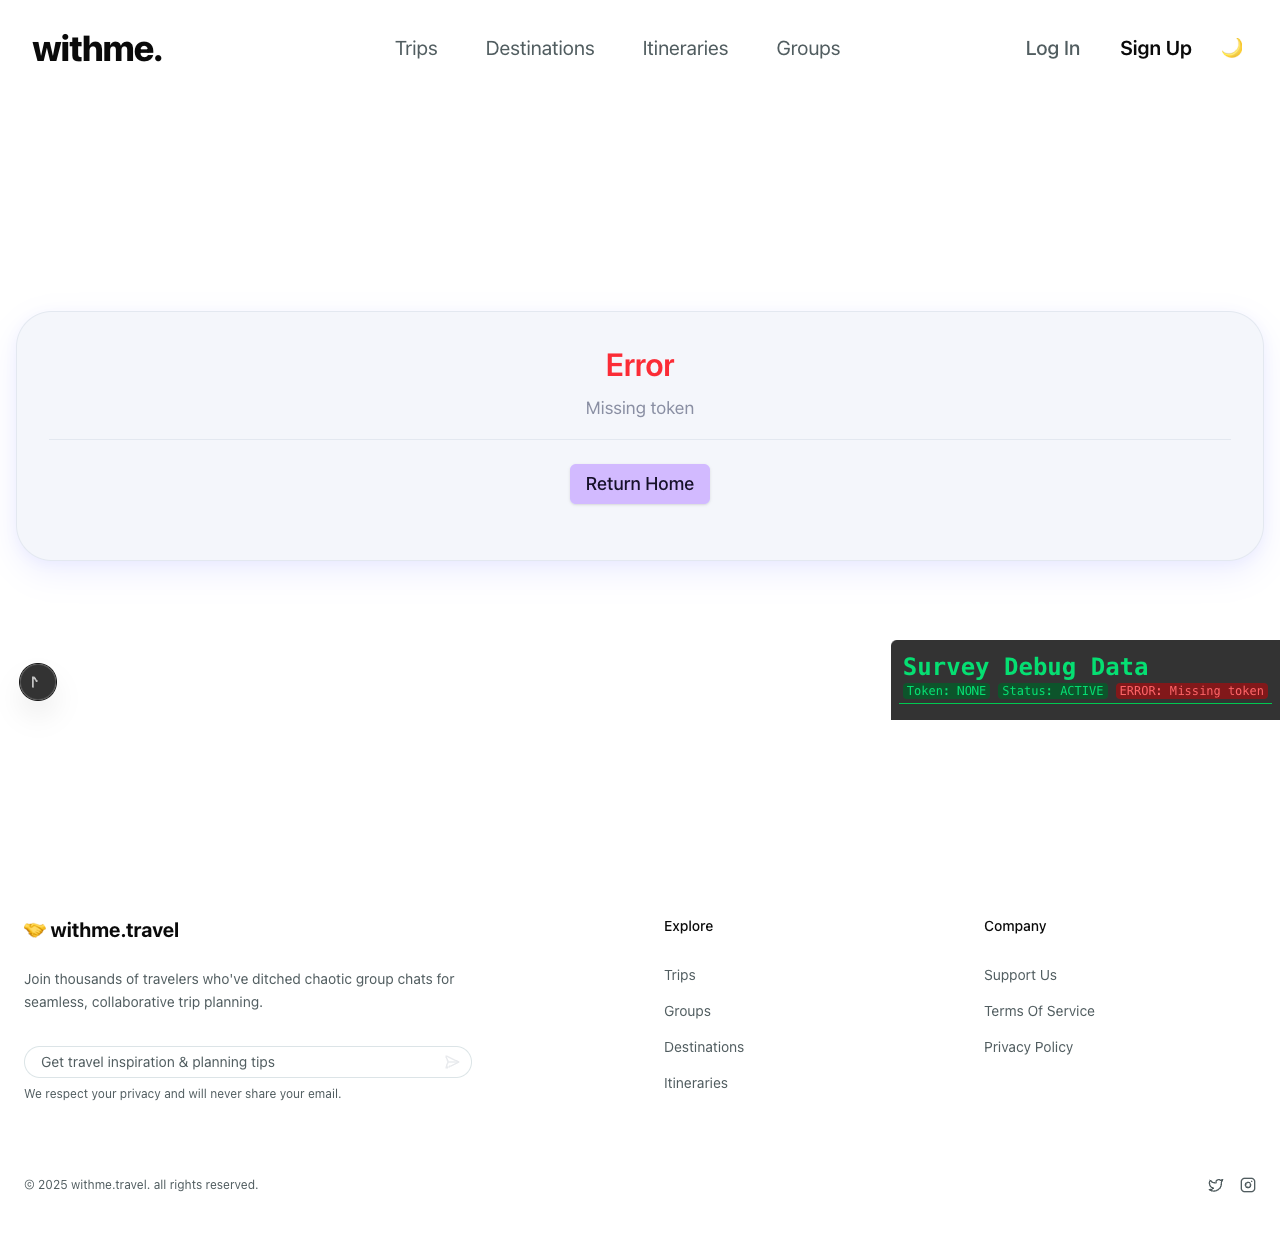 withme.
Trips
Destinations
Itineraries
Groups
Log In
Sign Up
Error
Missing token
Return Home
Survey Debug Data
Token: NONE
Status: ACTIVE
ERROR: Missing token
withme.travel
Join thousands of travelers who've ditched chaotic group chats for
seamless, collaborative trip planning.
Get travel inspiration & planning tips
We respect your privacy and will never share your email.
Explore
Trips
Groups
Destinations
Itineraries
Company
Support Us
Terms Of Service
Privacy Policy
© 2025 withme.travel. all rights reserved.